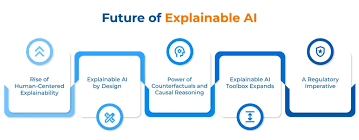 Future of Explainable AI
Rise of
Human-Centered
Explainability
Explainable AI
by Design
Power of
Counterfactuals and
Causal Reasoning
Explainable AI
Toolbox Expands
A Regulatory
Imperative